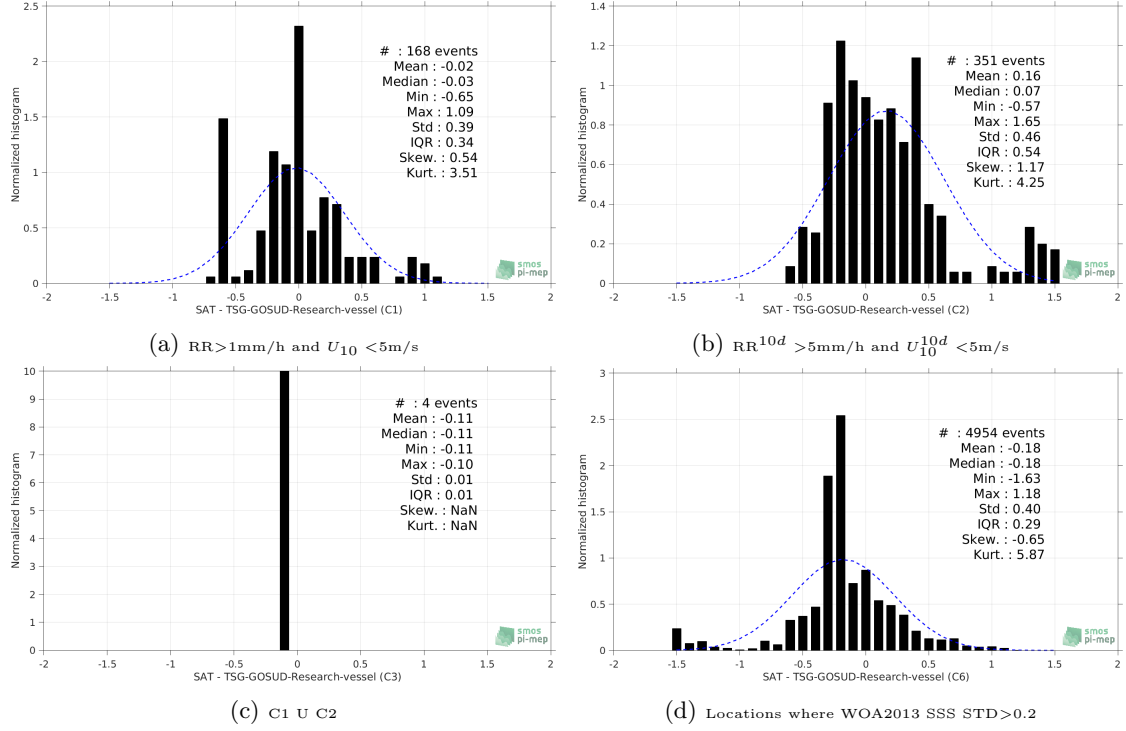 2.5
2
1.5
1
0.5
0
Normalized histogram
# : 168 events
Mean : -0.02
Median : -0.03
Min : -0.65
Max : 1.09
Std : 0.39
IQR : 0.34
Skew. : 0.54
Kurt. : 3.51
smos
pi-mep
-2 -1 -0.5 0 0.5 1 2
SAT - TSG-GOSUD-Research-vessel (C1)
(a) RR>1mm/h and U10 <5m/s
1.4
1.2
1
0.8
0.6
0.4
0.2
0
Normalized histogram
# : 351 events
Mean : 0.16
Median : 0.07
Min : -0.57
Max : 1.65
Std : 0.46
IQR : 0.54
Skew. : 1.17
Kurt. : 4.25
smos
pi-mep
-2 -1.5 -1 -0.5 0 0.5 1 1.5 2
SAT - TSG-GOSUD-Research-vessel (C2)
(b) RR10d >5mm/h and U10 10d <5m/s
10
9
8
7
6
5
4
3
2
1
0
Normalized histogram
# : 4 events
Mean : -0.11
Median : -0.11
Min : -0.11
Max : -0.10
Std : 0.01
IQR : 0.01
Skew. : NaN
Kurt. : NaN
smos
pi-mep
-2 -1.5 -1 -0.5 0 0.5 1 1.5 2
SAT - TSG-GOSUD-Research-vessel (C3)
(c) C1 U C2
3
2.5
2
1.5
1
0.5
0
Normalized histogram
# : 4954 events
Mean : -0.18
Median : -0.18
Min : -1.63
Max : 1.18
Std : 0.40
IQR : 0.29
Skew. : -0.65
Kurt. : 5.87
smos
pi-mep
-2 -1.5 -1 -0.5 0 0.5 1 1.5 2
SAT - TSG-GOSUD-Research-vessel (C6)
(d) Locations where WOA2013 SSS STD>0.2